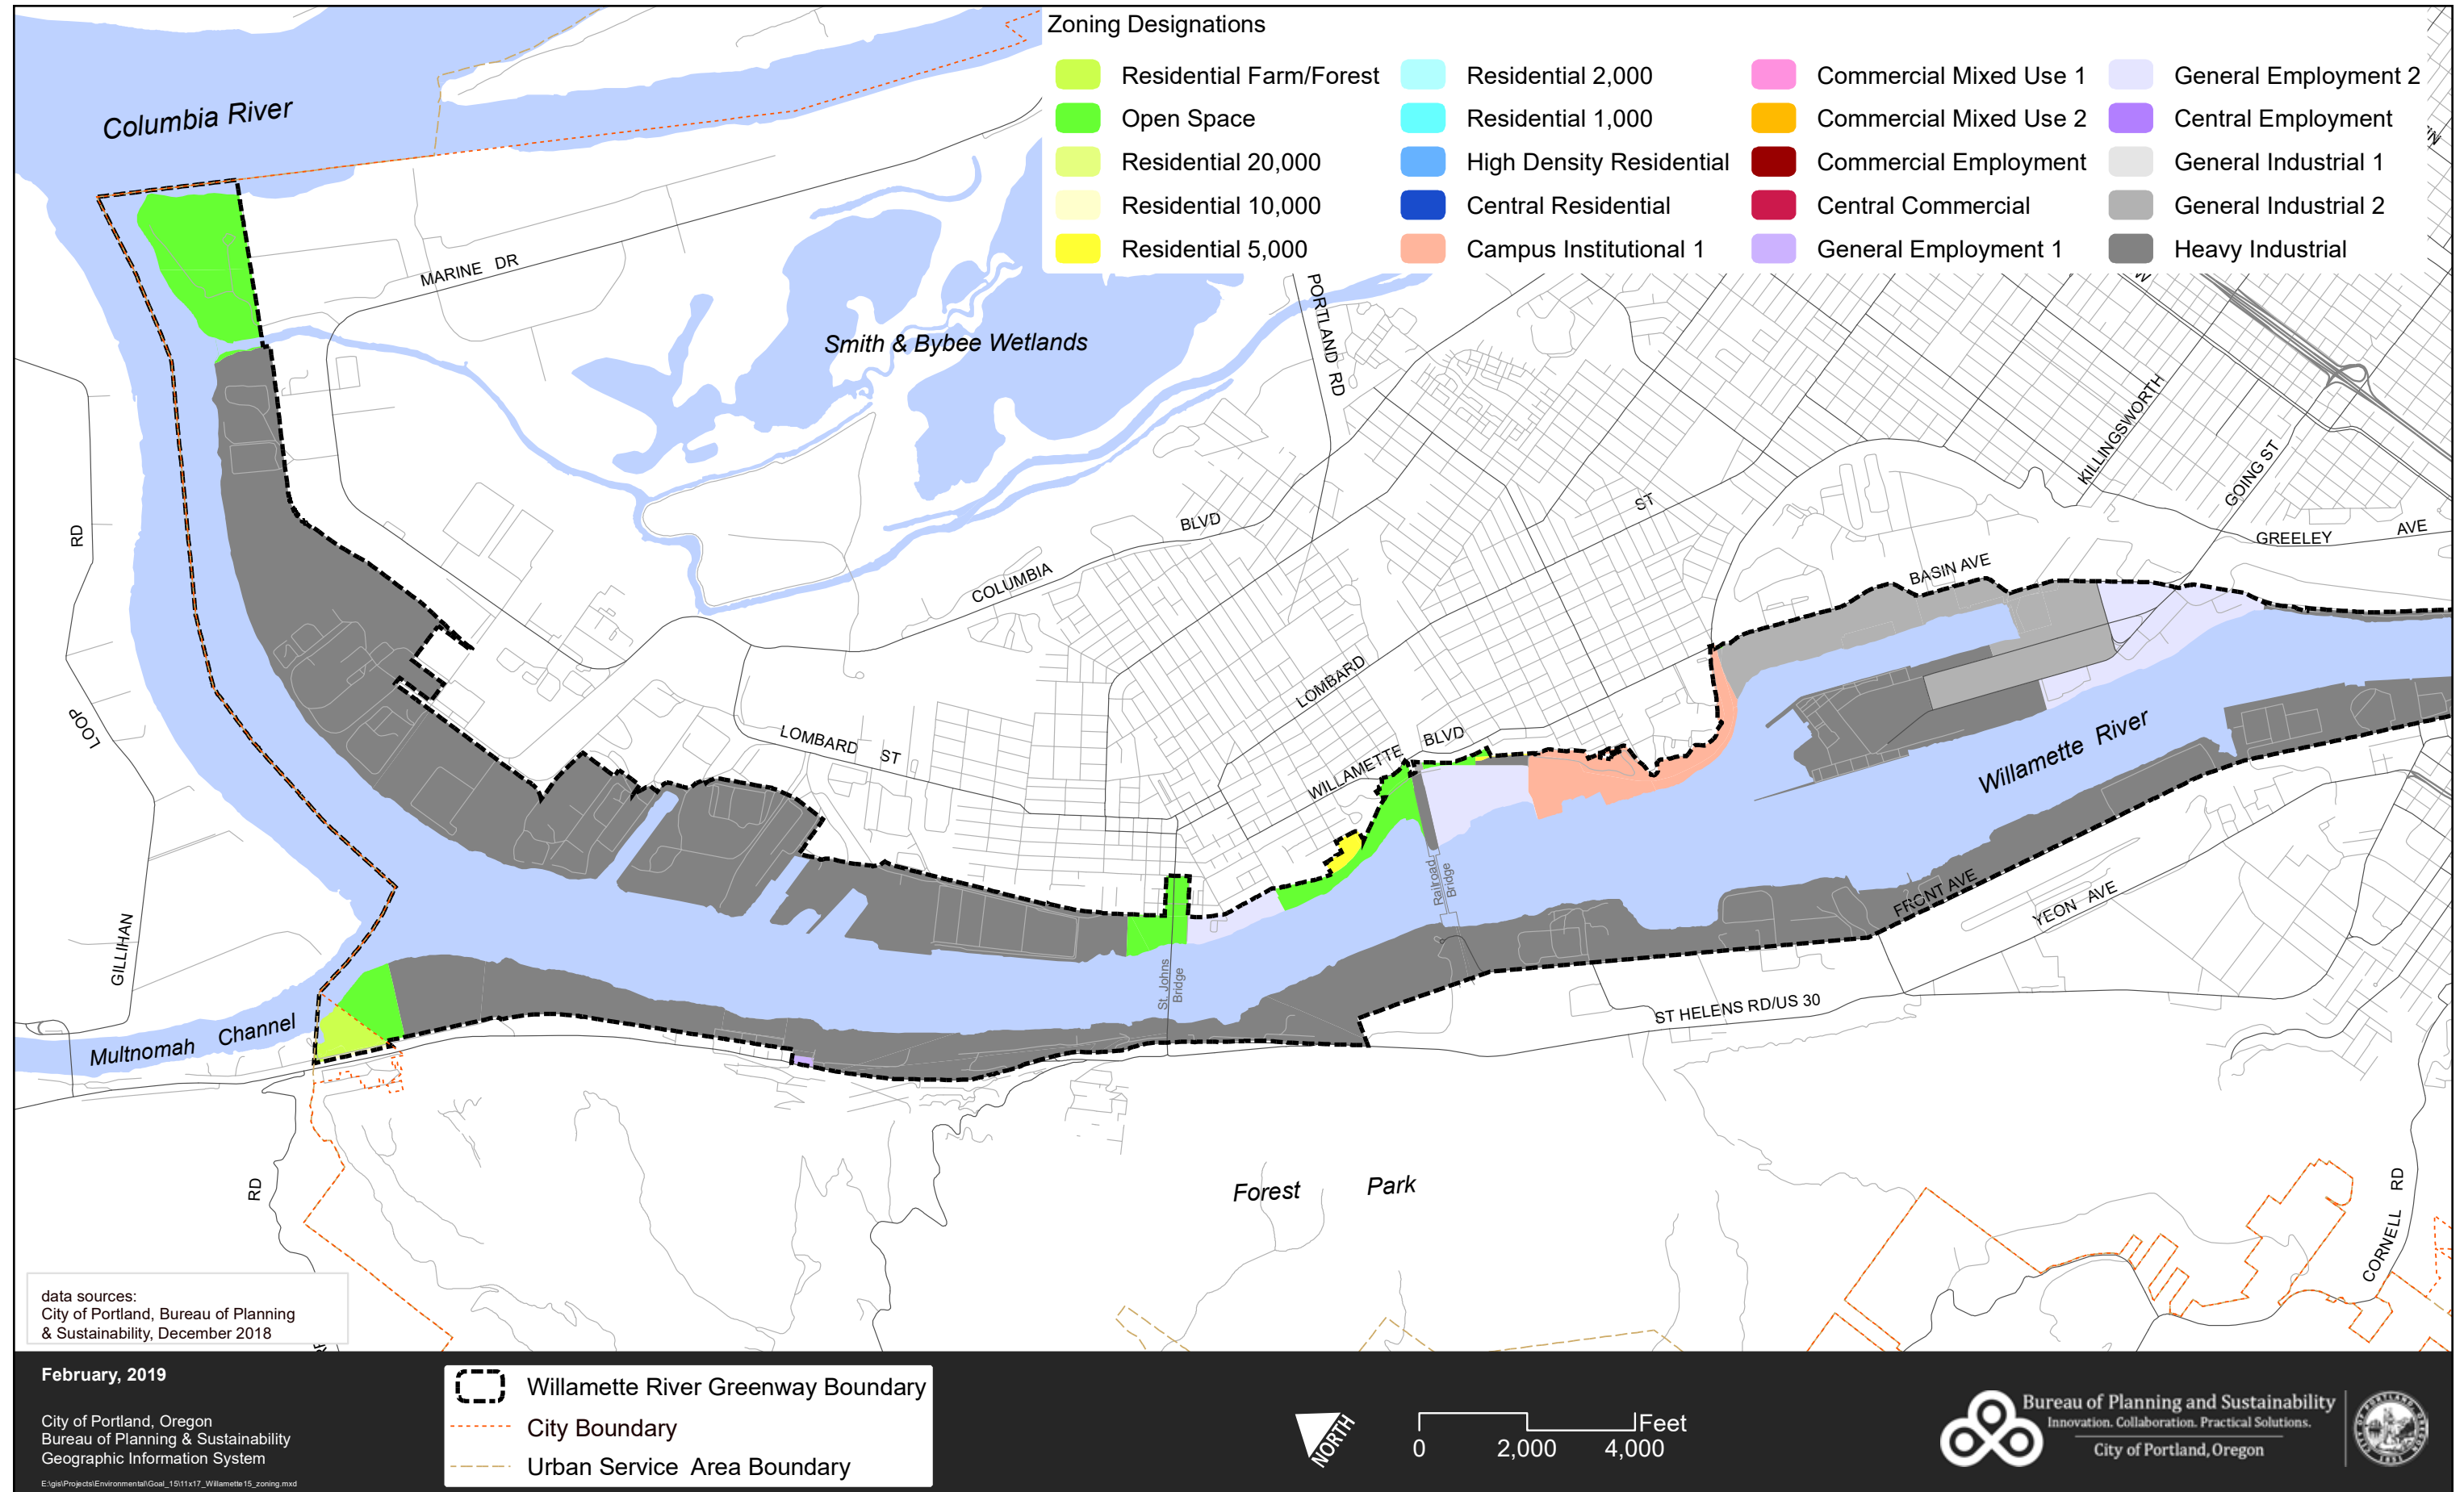 Zoning Designations
Residential Farm/Forest
Open Space
Residential 20,000
Residential 10,000
Residential 5,000
Residential 2,000
Residential 1,000
High Density Residential
Central Residential
Campus Institutional 1
Commercial Mixed Use 1
Commercial Mixed Use 2
Commercial Employment
Central Commercial
General Employment 1
General Employment 2
Central Employment
General Industrial 1
General Industrial 2
Heavy Industrial
Columbia River
MARINE DR
Smith & Bybee Wetlands
PORTLAND RD
KILLINGSWORTH
GOING ST
GREELEY AVE
BASIN AVE
RD
LOOP
GILLIHAN
COLUMBIA BLVD
LOMBARD ST
LOMBARD ST
WILLAMETTE BLVD
Willamette River
Railroad
Bridge
St. Johns
Bridge
FRONT AVE
YEON AVE
ST HELENS RD/US 30
Multnomah Channel
RD
Forest Park
CORNELL RD
data sources:
City of Portland, Bureau of Planning
& Sustainability, December 2018
February, 2019
City of Portland, Oregon
Bureau of Planning & Sustainability
Geographic Information System
E:\gis\Projects\Environmental\Goal_15\11x17_Willamette15_zoning.mxd
Willamette River Greenway Boundary
City Boundary
Urban Service Area Boundary
NORTH
0 2,000 4,000 Feet
Bureau of Planning and Sustainability
Innovation. Collaboration. Practical Solutions.
City of Portland, Oregon